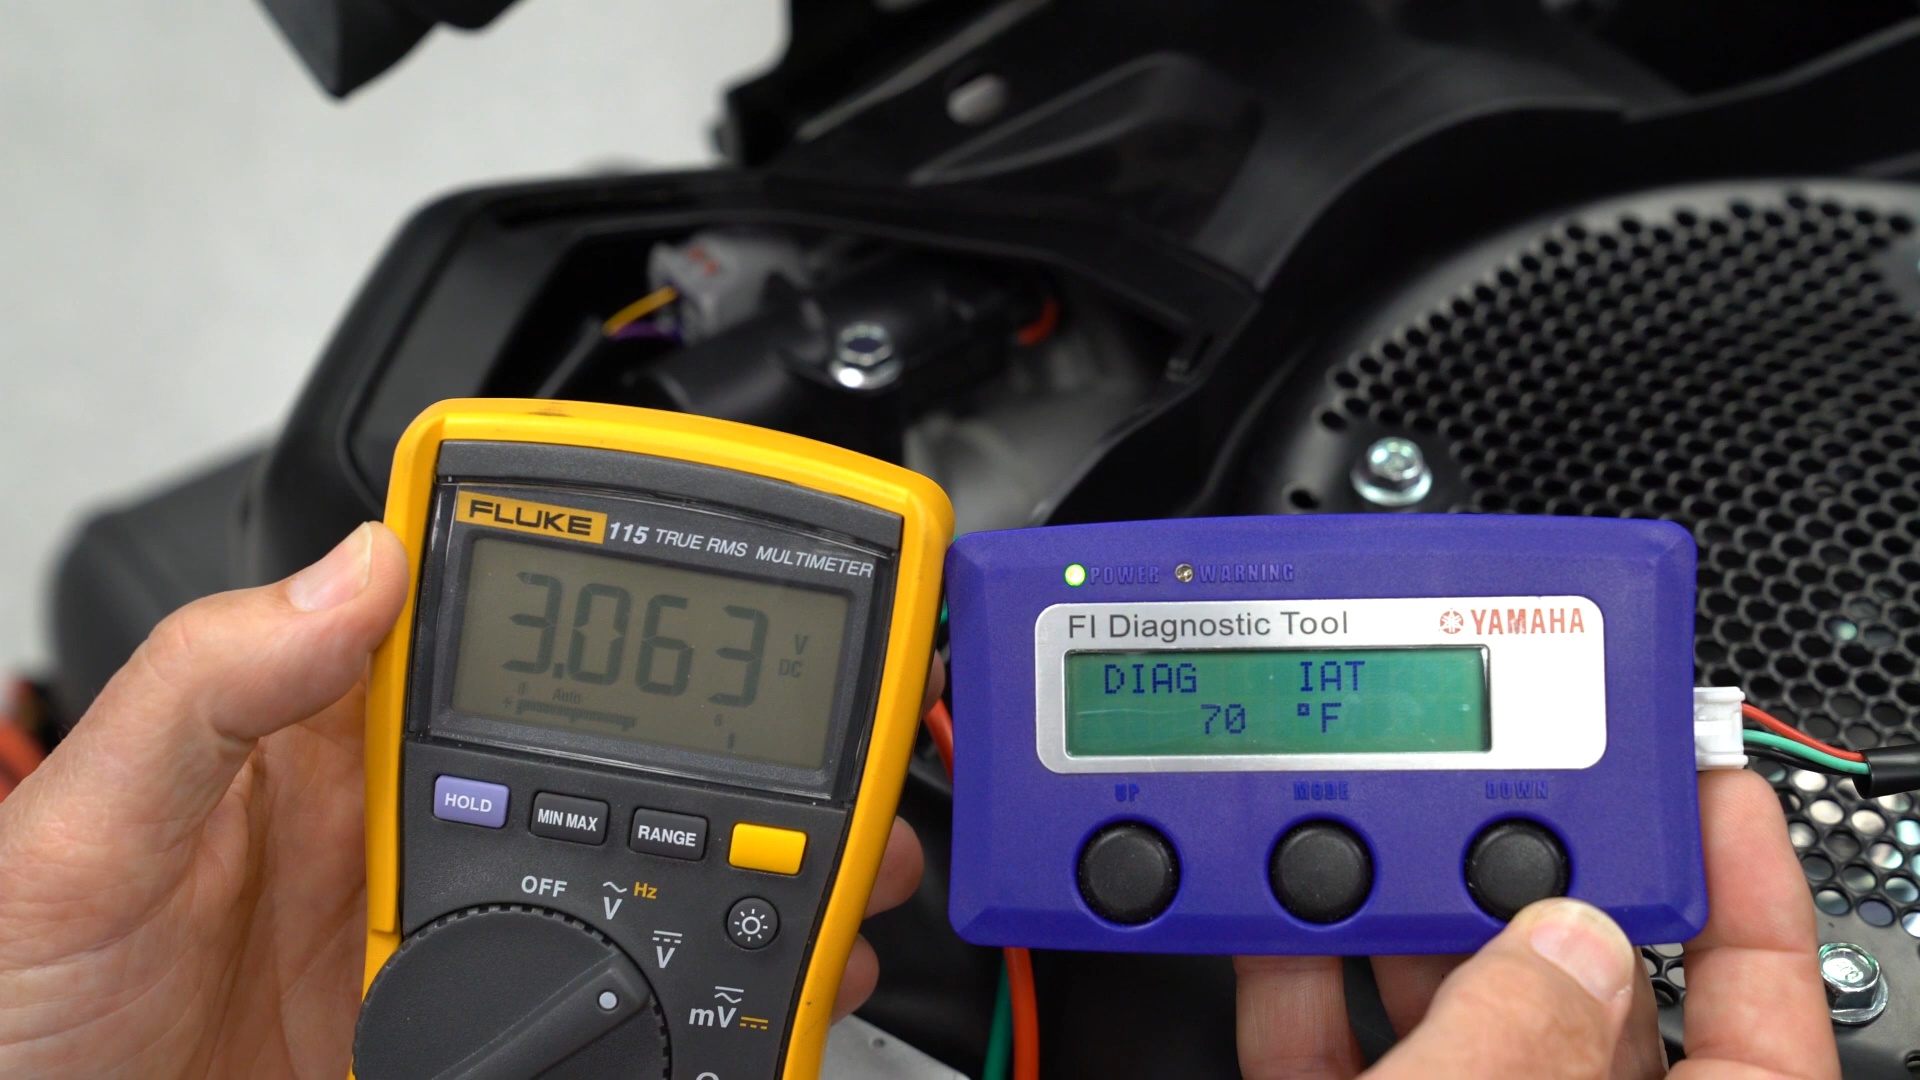 FLUKE 115 TRUE RMS MULTIMETER
3.063 V DC
Auto
6
HOLD
MIN MAX
RANGE
OFF
V Hz
V
mV
POWER WARNING
FI Diagnostic Tool YAMAHA
DIAG IAT
70 °F
UP MODE DOWN